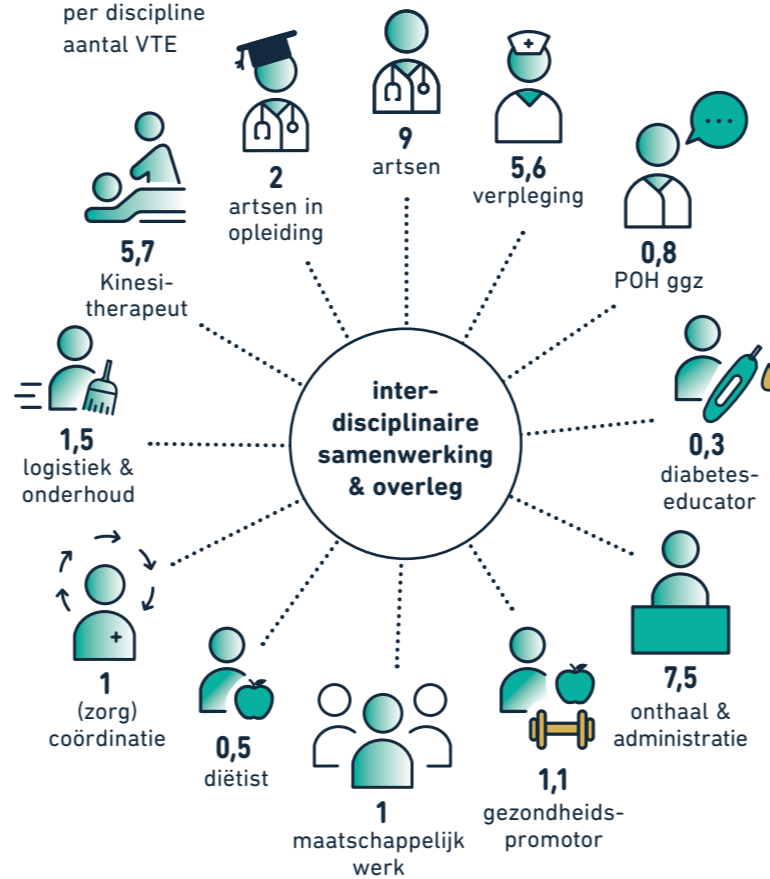 per discipline
aantal VTE
9
artsen
5,6
verpleging
0,8
POH ggz
0,3
diabetes-
educator
7,5
onthaal &
administratie
1,1
gezondheids-
promotor
1
maatschappelijk
werk
0,5
diëtist
1
(zorg)
coördinatie
1,5
logistiek &
onderhoud
5,7
Kinesi-
therapeut
2
artsen in
opleiding
inter-
disciplinaire
samenwerking
& overleg